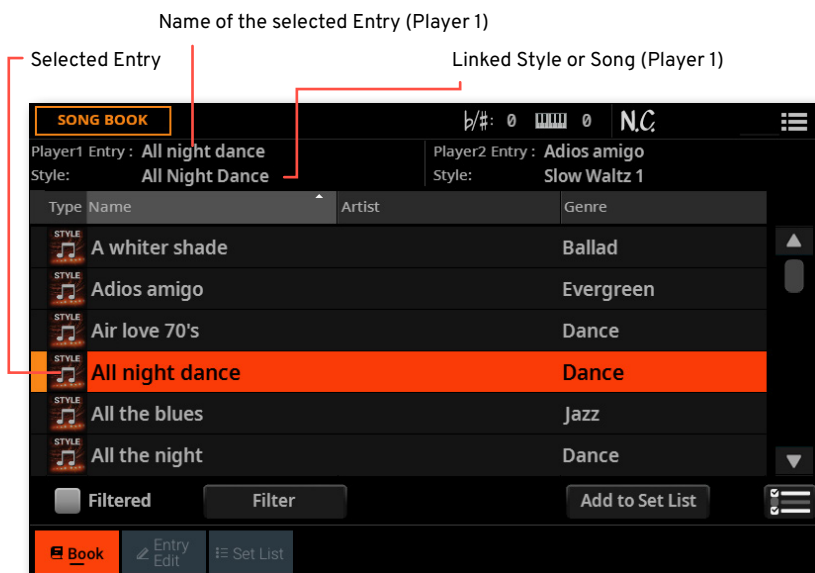 Name of the selected Entry (Player 1)
Selected Entry
Linked Style or Song (Player 1)
SONG BOOK
♭/♯: 0 0 N.C.
Player1 Entry : All night dance
Player2 Entry : Adios amigo
Style: All Night Dance
Style: Slow Waltz 1
Type Name Artist Genre
STYLE A whiter shade Ballad
STYLE Adios amigo Evergreen
STYLE Air love 70's Dance
STYLE All night dance Dance
STYLE All the blues Jazz
STYLE All the night Dance
Filtered Filter Add to Set List
Book Entry Edit Set List